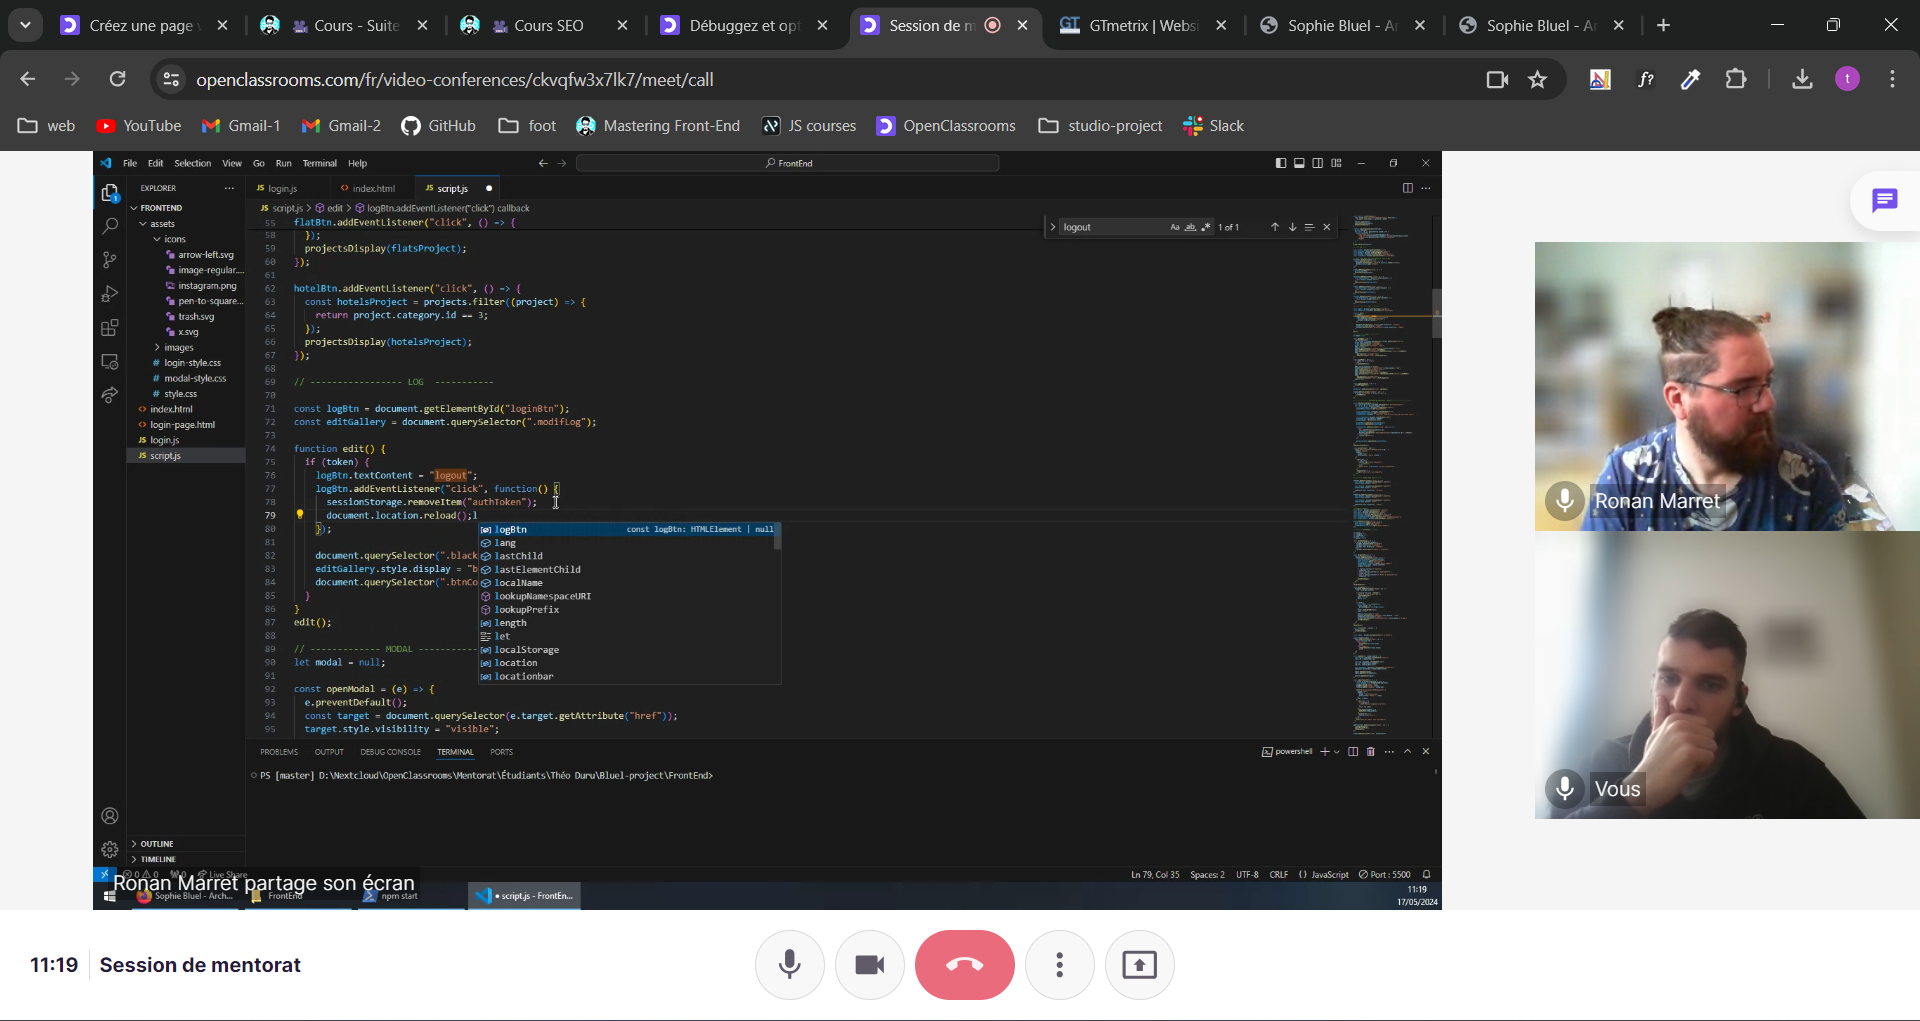 Créez une page
Cours - Suite
Cours SEO
Débuggez et opt
Session de m
GTmetrix | Webs
Sophie Bluel - Ar
Sophie Bluel - Ar
openclassrooms.com/fr/video-conferences/ckvqfw3x7lk7/meet/call
f?
t
web
YouTube
Gmail-1
Gmail-2
GitHub
foot
Mastering Front-End
JS courses
OpenClassrooms
studio-project
Slack
File Edit Selection View Go Run Terminal Help
FrontEnd
EXPLORER
JS login.js
index.html
JS script.js
FRONTEND
assets
icons
arrow-left.svg
image-regular....
instagram.png
pen-to-square...
trash.svg
x.svg
images
# login-style.css
# modal-style.css
# style.css
<> index.html
<> login-page.html
JS login.js
JS script.js
OUTLINE
TIMELINE
JS script.js > edit > logBtn.addEventListener("click") callback
logout
Aa ab
1 of 1
55 flatBtn.addEventListener("click", () => {
58 });
59 projectsDisplay(flatsProject);
60 });
61
62 hotelBtn.addEventListener("click", () => {
63 const hotelsProject = projects.filter((project) => {
64 return project.category.id == 3;
65 });
66 projectsDisplay(hotelsProject);
67 });
68
69 // ----------------- LOG -----------
70
71 const logBtn = document.getElementById("loginBtn");
72 const editGallery = document.querySelector(".modifLog");
73
74 function edit() {
75 if (token) {
76 logBtn.textContent = "logout";
77 logBtn.addEventListener("click", function() {
78 sessionStorage.removeItem("authToken");
79 document.location.reload();l
80 });
81
82 document.querySelector(".black
83 editGallery.style.display = "b
84 document.querySelector(".btnCo
85 }
86 }
87 edit();
88
89 // ------------- MODAL -----------
90 let modal = null;
91
92 const openModal = (e) => {
93 e.preventDefault();
94 const target = document.querySelector(e.target.getAttribute("href"));
95 target.style.visibility = "visible";
logBtn const logBtn: HTMLElement | null
lang
lastChild
lastElementChild
localName
lookupNamespaceURI
lookupPrefix
length
let
localStorage
location
locationbar
PROBLEMS OUTPUT DEBUG CONSOLE TERMINAL PORTS
powershell
PS [master] D:\Nextcloud\OpenClassrooms\Mentorat\Étudiants\Théo Duru\Bluel-project\FrontEnd>
0 0 0 Live Share
Ln 79, Col 35 Spaces: 2 UTF-8 CRLF {} JavaScript Port : 5500
Ronan Marret partage son écran
Sophie Bluel - Arch...
FrontEnd
npm start
script.js - FrontEn...
11:19
17/05/2024
Ronan Marret
Vous
11:19
Session de mentorat